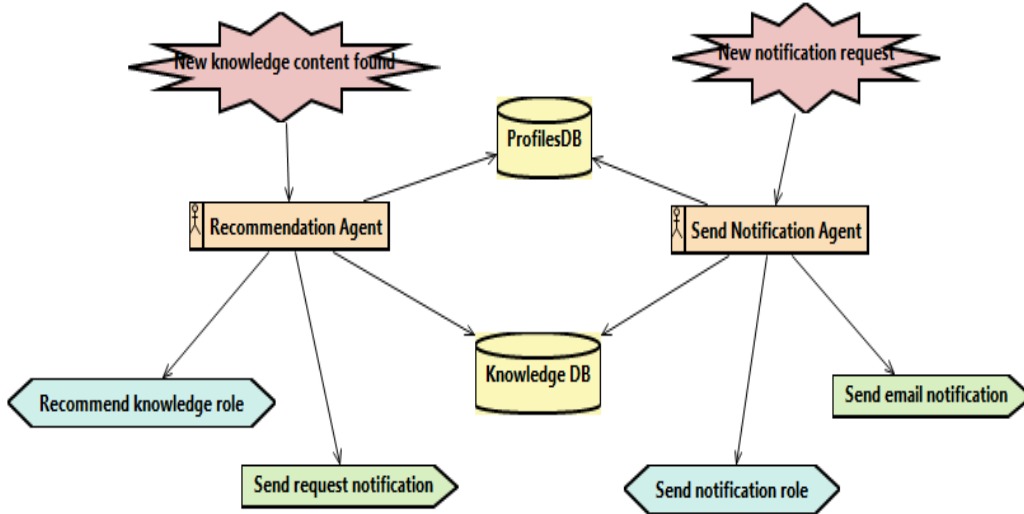 New knowledge content found
New notification request
ProfilesDB
Recommendation Agent
Send Notification Agent
Knowledge DB
Recommend knowledge role
Send email notification
Send request notification
Send notification role